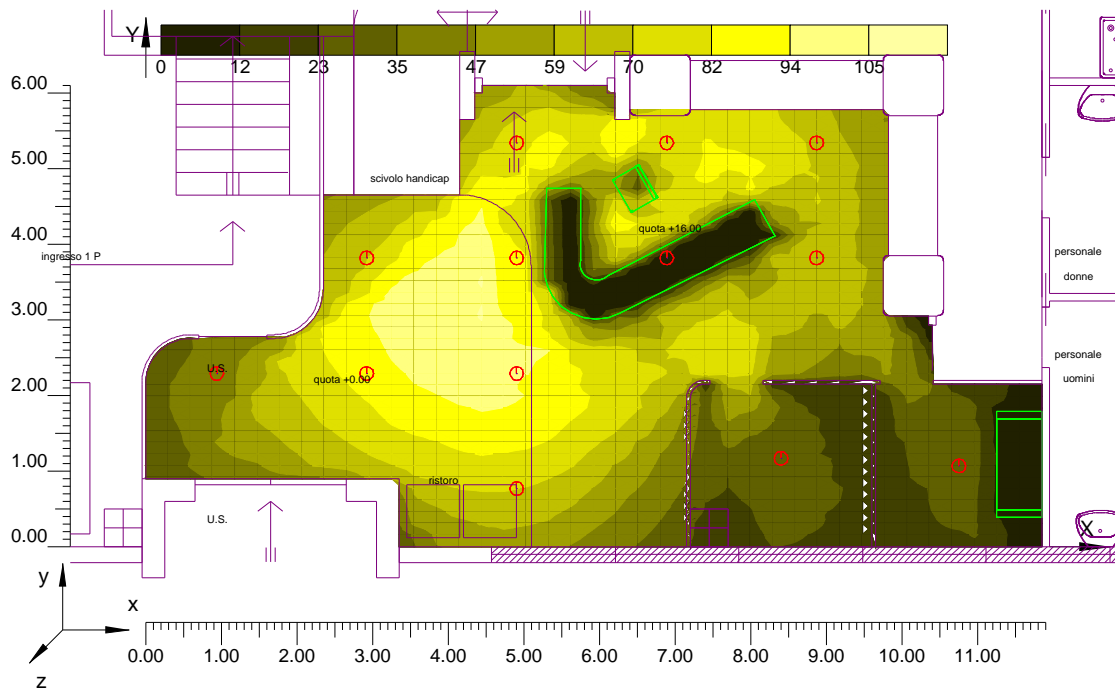 Y
0 12 23 35 47 59 70 82 94 105
6.00
5.00
scivolo handicap
4.00
quota +16.00
ingresso 1 P
personale
donne
3.00
personale
uomini
U.S.
quota +0.00
2.00
1.00
ristoro
U.S.
0.00
X
y
x
z
0.00 1.00 2.00 3.00 4.00 5.00 6.00 7.00 8.00 9.00 10.00 11.00